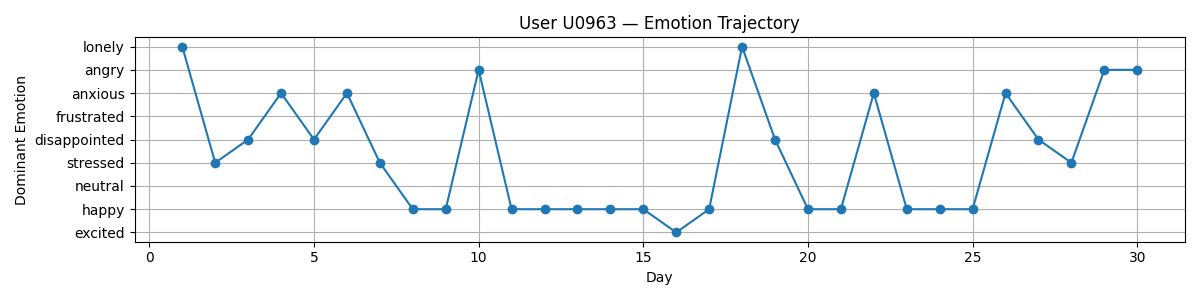 User U0963 — Emotion Trajectory
Dominant Emotion
lonely
angry
anxious
frustrated
disappointed
stressed
neutral
happy
excited
0 5 10 15 20 25 30
Day